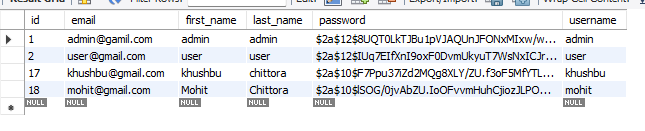 Result Grid Filter Rows: Edit: Export/Import: Wrap Cell Content:
id email first_name last_name password username
1 admin@gamil.com admin admin $2a$12$8UQT0LkTJBu1pVJAQUnJFONxMIxw/w... admin
2 user@gmail.com user user $2a$12$IUq7EIfXnI9oxF0DvmUkyuT7WsNxICJr... user
17 khushbu@gmail.com khushbu chittora $2a$10$F7Ppu37IZd2MQg8XLY/ZU.f3oF5MfYTL... khushbu
18 mohit@gmail.com Mohit Chittora $2a$10$lSOG/0jvAbZU.IoOFvvmHuhCjiozJLPO... mohit
NULL NULL NULL NULL NULL NULL